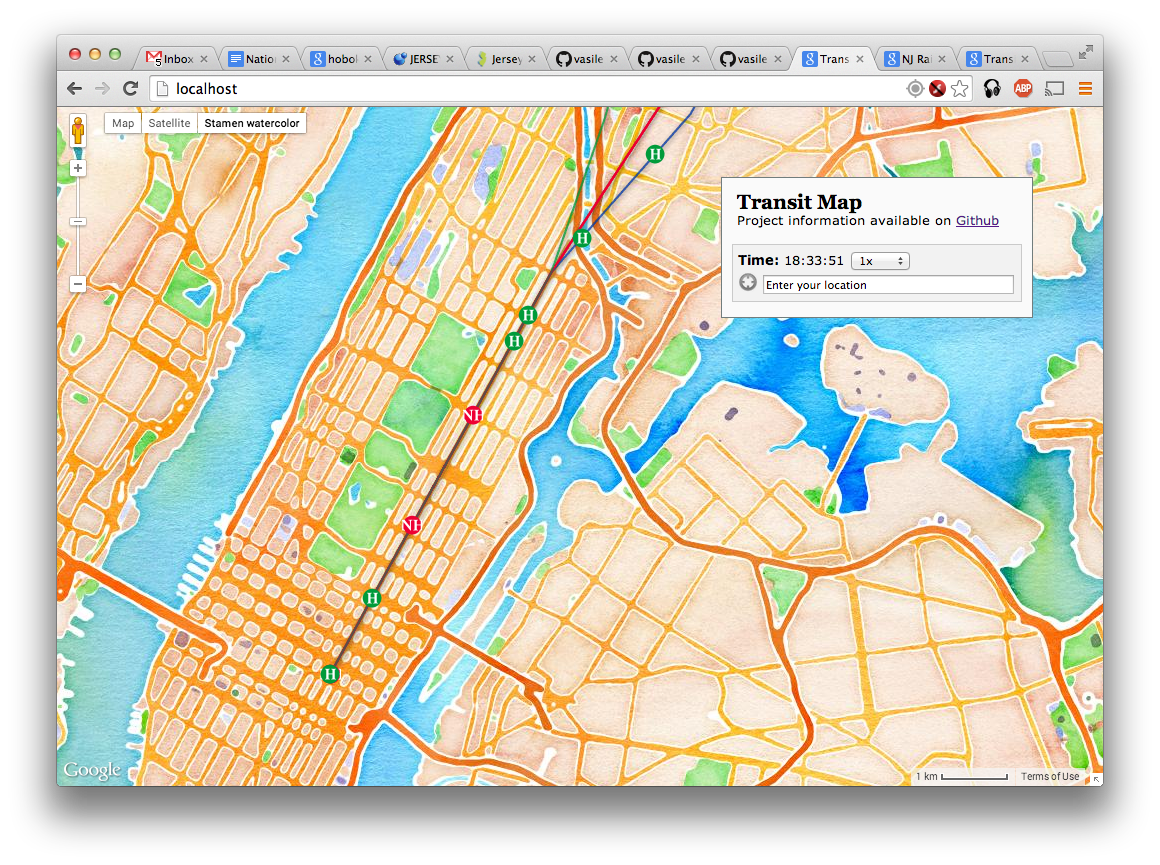 Inbox
5
Natio
hobol
JERSE
Jersey
vasile
vasile
vasile
Trans
NJ Rai
Trans
localhost
ABP
Map Satellite Stamen watercolor
H
Transit Map
Project information available on Github
H
Time: 18:33:51 1x
Enter your location
H
H
NH
NH
H
H
Google
1 km
Terms of Use